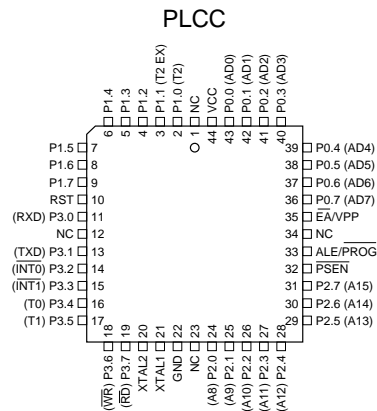 PLCC
P1.4
P1.3
P1.2
P1.1 (T2 EX)
P1.0 (T2)
NC
VCC
P0.0 (AD0)
P0.1 (AD1)
P0.2 (AD2)
P0.3 (AD3)
6
5
4
3
2
1
44
43
42
41
40
P1.5 7
P1.6 8
P1.7 9
RST 10
(RXD) P3.0 11
NC 12
(TXD) P3.1 13
(INT0) P3.2 14
(INT1) P3.3 15
(T0) P3.4 16
(T1) P3.5 17
39 P0.4 (AD4)
38 P0.5 (AD5)
37 P0.6 (AD6)
36 P0.7 (AD7)
35 EA/VPP
34 NC
33 ALE/PROG
32 PSEN
31 P2.7 (A15)
30 P2.6 (A14)
29 P2.5 (A13)
18
19
20
21
22
23
24
25
26
27
28
(WR) P3.6
(RD) P3.7
XTAL2
XTAL1
GND
NC
(A8) P2.0
(A9) P2.1
(A10) P2.2
(A11) P2.3
(A12) P2.4